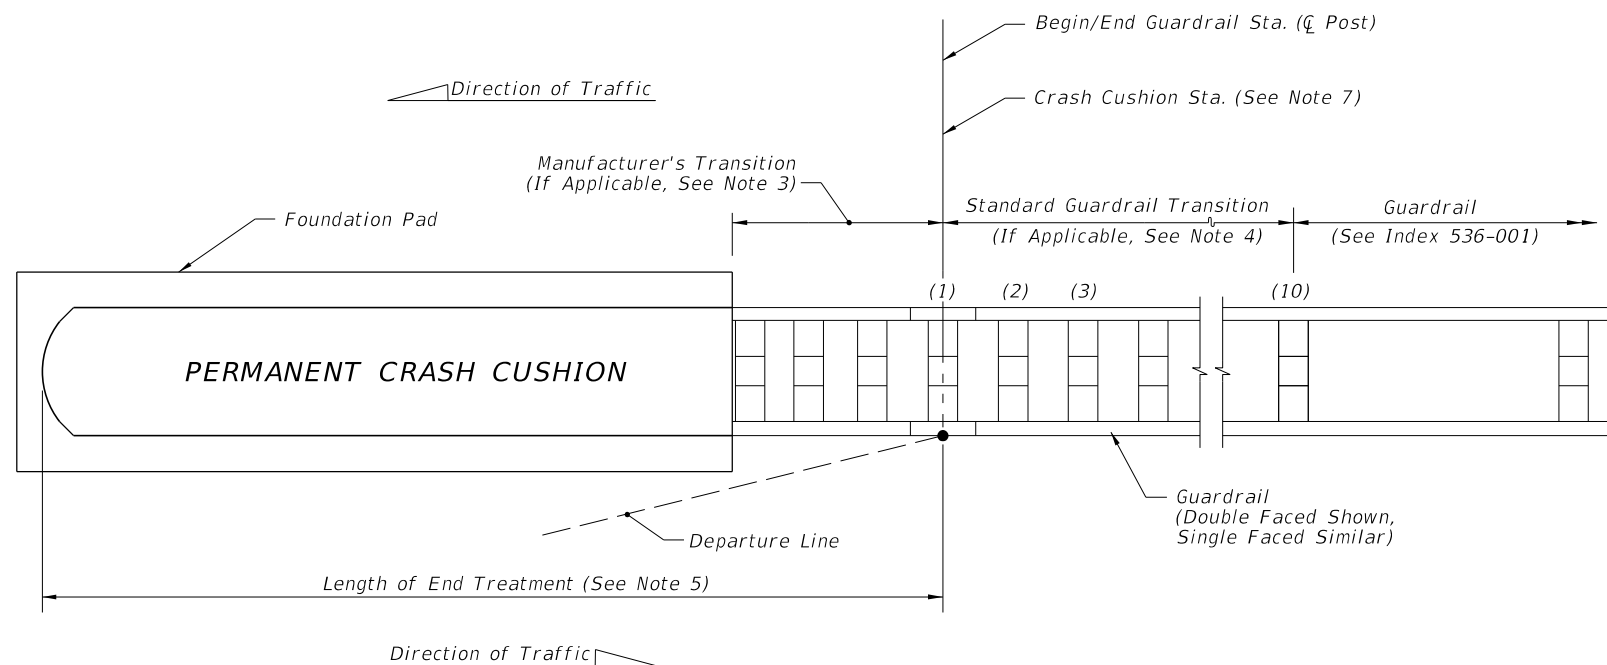 Begin/End Guardrail Sta. (℄ Post)
Direction of Traffic
Crash Cushion Sta. (See Note 7)
Manufacturer's Transition
(If Applicable, See Note 3)
Standard Guardrail Transition
(If Applicable, See Note 4)
Guardrail
(See Index 536-001)
Foundation Pad
(1)
(2)
(3)
(10)
PERMANENT CRASH CUSHION
Guardrail
(Double Faced Shown,
Single Faced Similar)
Departure Line
Length of End Treatment (See Note 5)
Direction of Traffic